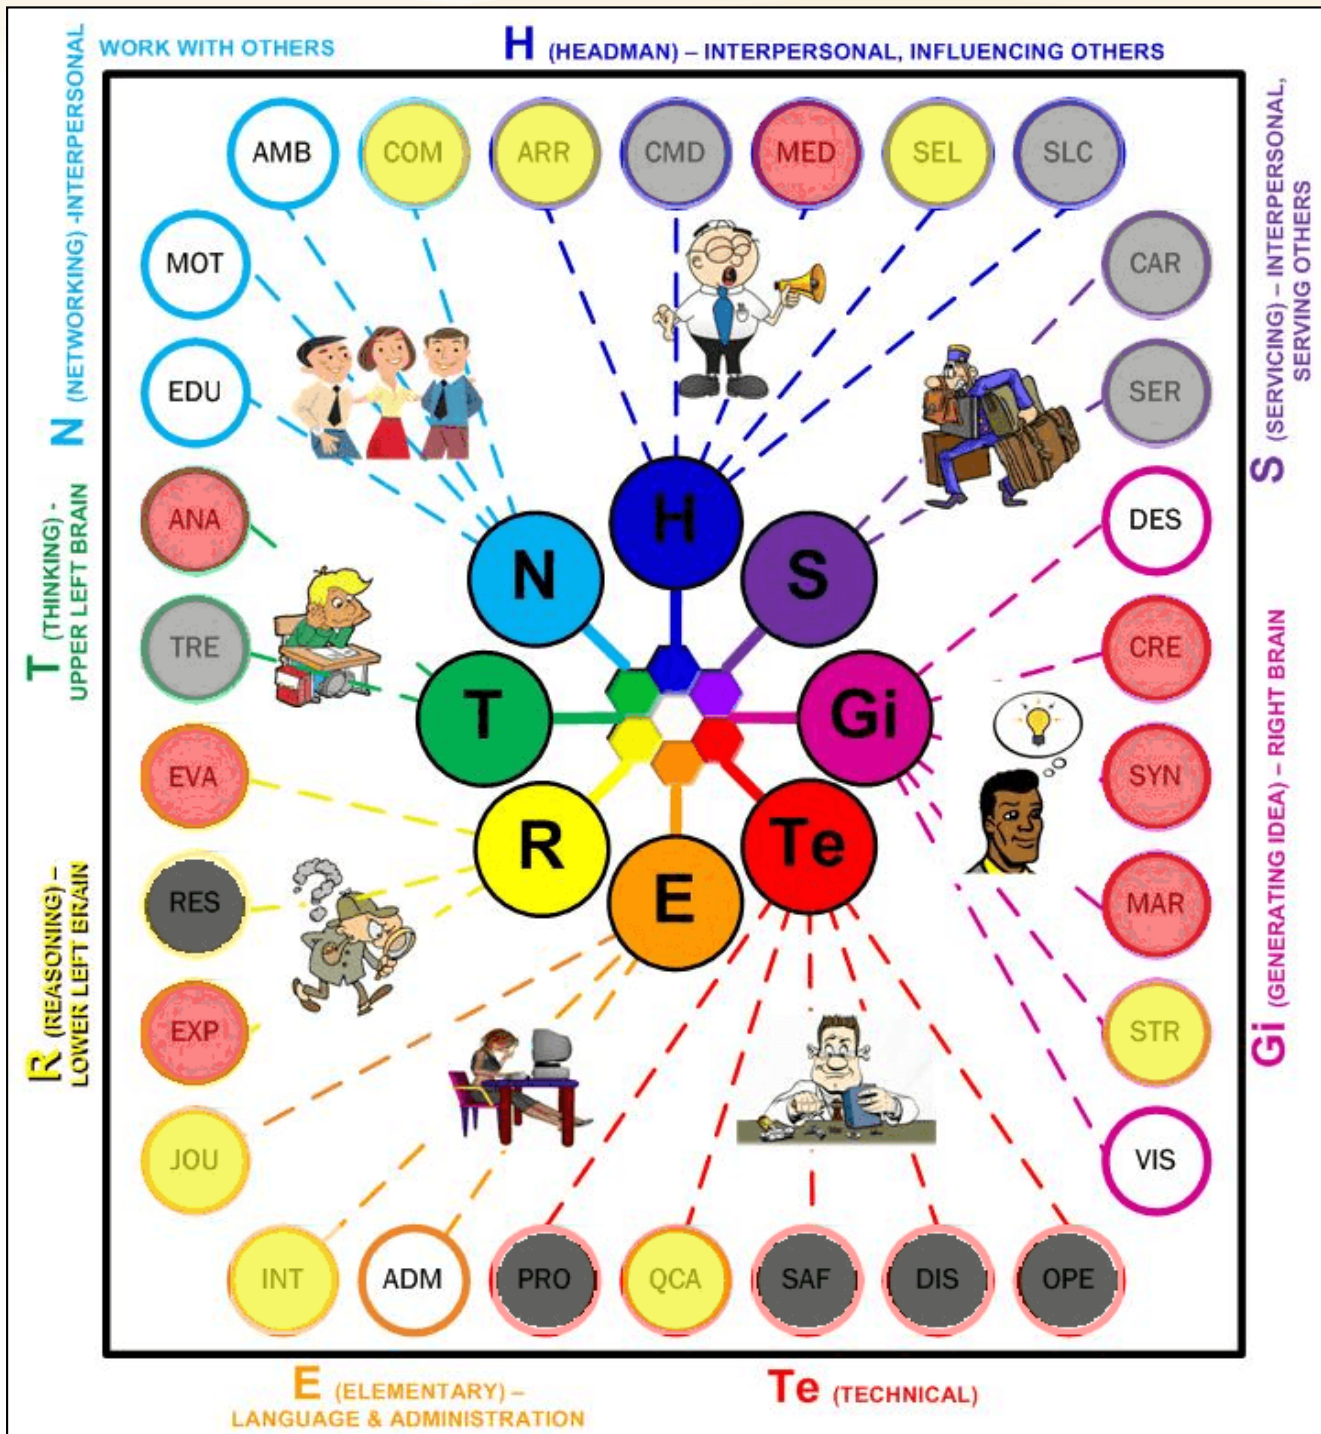 WORK WITH OTHERS
H (HEADMAN) – INTERPERSONAL, INFLUENCING OTHERS
N (NETWORKING) -INTERPERSONAL
T (THINKING) -
UPPER LEFT BRAIN
R (REASONING) –
LOWER LEFT BRAIN
AMB
COM
ARR
CMD
MED
SEL
SLC
MOT
CAR
EDU
SER
ANA
DES
TRE
CRE
EVA
SYN
RES
MAR
EXP
STR
JOU
VIS
INT
ADM
PRO
QCA
SAF
DIS
OPE
H
N
S
T
Gi
R
Te
E
S (SERVICING) – INTERPERSONAL,
SERVING OTHERS
Gi (GENERATING IDEA) – RIGHT BRAIN
E (ELEMENTARY) –
LANGUAGE & ADMINISTRATION
Te (TECHNICAL)